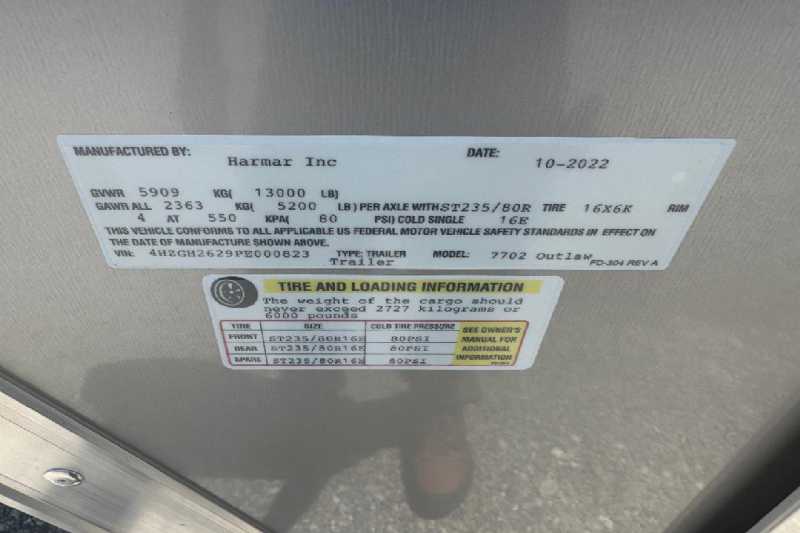 MANUFACTURED BY: Harmar Inc DATE: 10-2022
GVWR 5909 KG( 13000 LB)
GAWR ALL 2363 KG( 5200 LB) PER AXLE WITH ST235/80R TIRE 16X6K RIM
4 AT 550 KPA( 80 PSI) COLD SINGLE 16E
THIS VEHICLE CONFORMS TO ALL APPLICABLE US FEDERAL MOTOR VEHICLE SAFETY STANDARDS IN EFFECT ON
THE DATE OF MANUFACTURE SHOWN ABOVE.
VIN: 4HZGH2629PE000823 TYPE: TRAILER MODEL: 7702 Outlaw
Trailer FD-304 REV A
TIRE AND LOADING INFORMATION
The weight of the cargo should
never exceed 2727 kilograms or
6000 pounds
TIRE SIZE COLD TIRE PRESSURE SEE OWNER'S
FRONT ST235/80R16E 80PSI MANUAL FOR
REAR ST235/80R16E 80PSI ADDITIONAL
SPARE ST235/80R16E 80PSI INFORMATION